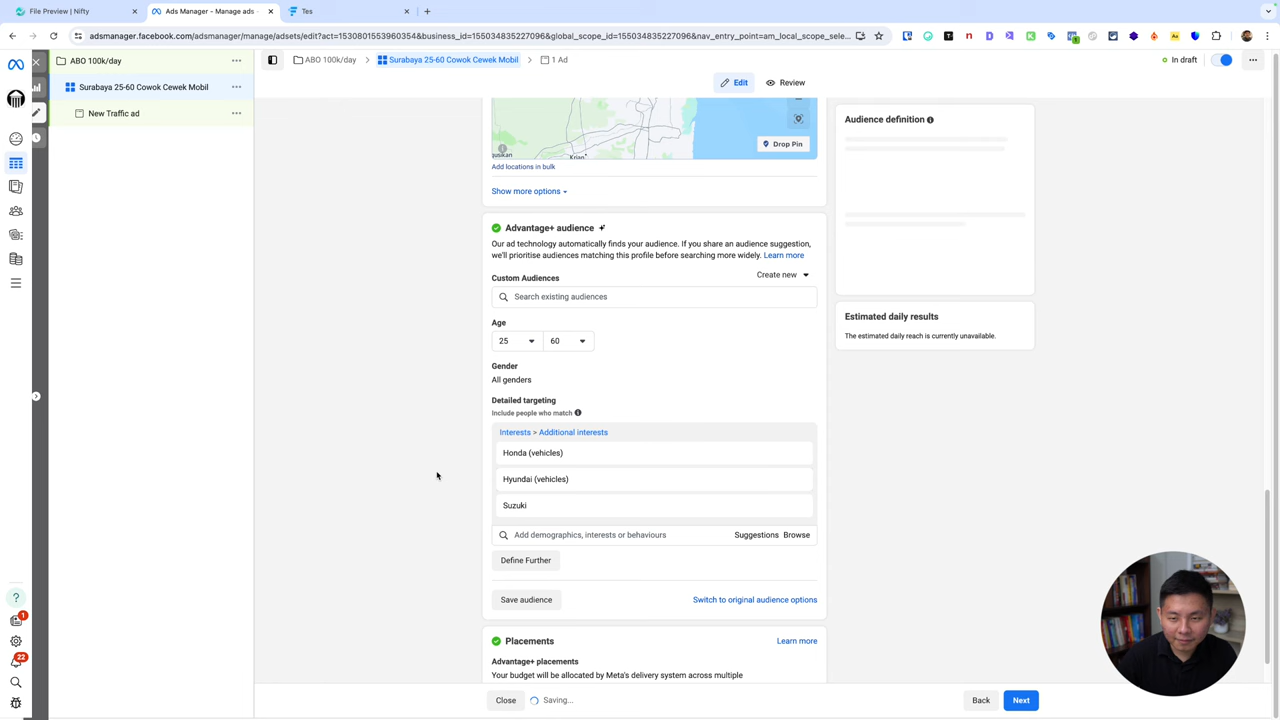 File Preview | Nifty
Ads Manager - Manage ads -
Tes
adsmanager.facebook.com/adsmanager/manage/adsets/edit?act=1530801553960354&business_id=155034835227096&global_scope_id=155034835227096&nav_entry_point=am_local_scope_sele...
ABO 100k/day
Surabaya 25-60 Cowok Cewek Mobil
New Traffic ad
1
22
ABO 100k/day
Surabaya 25-60 Cowok Cewek Mobil
1 Ad
In draft
Edit
Review
Krian
Drop Pin
Add locations in bulk
Show more options
Advantage+ audience
Our ad technology automatically finds your audience. If you share an audience suggestion,
we'll prioritise audiences matching this profile before searching more widely. Learn more
Create new
Custom Audiences
Search existing audiences
Age
25
60
Gender
All genders
Detailed targeting
Include people who match
Interests > Additional interests
Honda (vehicles)
Hyundai (vehicles)
Suzuki
Add demographics, interests or behaviours
Suggestions
Browse
Define Further
Save audience
Switch to original audience options
Placements
Learn more
Advantage+ placements
Your budget will be allocated by Meta's delivery system across multiple
Close
Saving...
Back
Next
Audience definition
Estimated daily results
The estimated daily reach is currently unavailable.